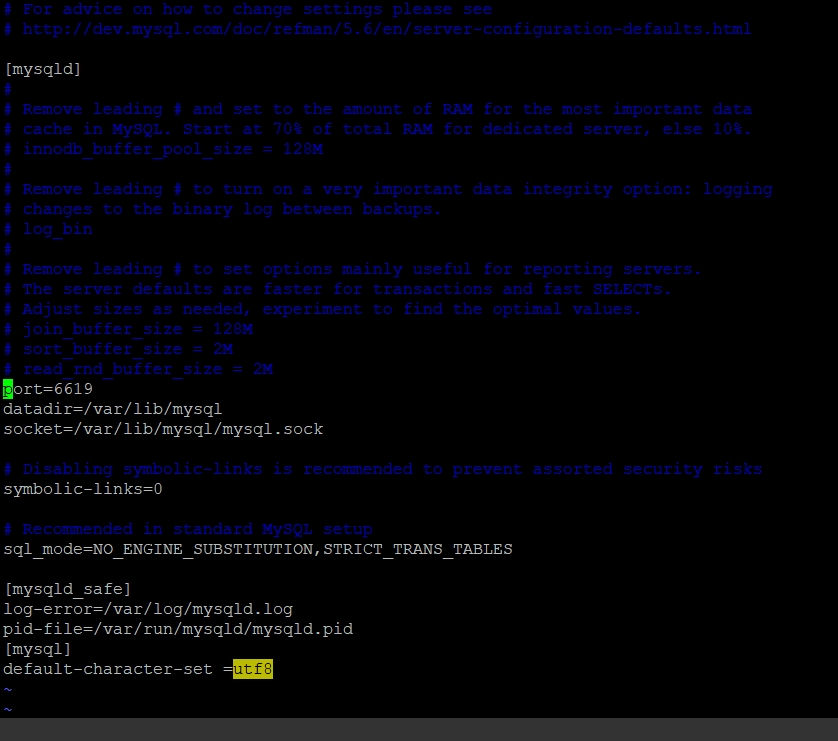 # For advice on how to change settings please see
# http://dev.mysql.com/doc/refman/5.6/en/server-configuration-defaults.html
[mysqld]
#
# Remove leading # and set to the amount of RAM for the most important data
# cache in MySQL. Start at 70% of total RAM for dedicated server, else 10%.
# innodb_buffer_pool_size = 128M
#
# Remove leading # to turn on a very important data integrity option: logging
# changes to the binary log between backups.
# log_bin
#
# Remove leading # to set options mainly useful for reporting servers.
# The server defaults are faster for transactions and fast SELECTs.
# Adjust sizes as needed, experiment to find the optimal values.
# join_buffer_size = 128M
# sort_buffer_size = 2M
# read_rnd_buffer_size = 2M
port=6619
datadir=/var/lib/mysql
socket=/var/lib/mysql/mysql.sock
# Disabling symbolic-links is recommended to prevent assorted security risks
symbolic-links=0
# Recommended in standard MySQL setup
sql_mode=NO_ENGINE_SUBSTITUTION,STRICT_TRANS_TABLES
[mysqld_safe]
log-error=/var/log/mysqld.log
pid-file=/var/run/mysqld/mysqld.pid
[mysql]
default-character-set =utf8
~
~